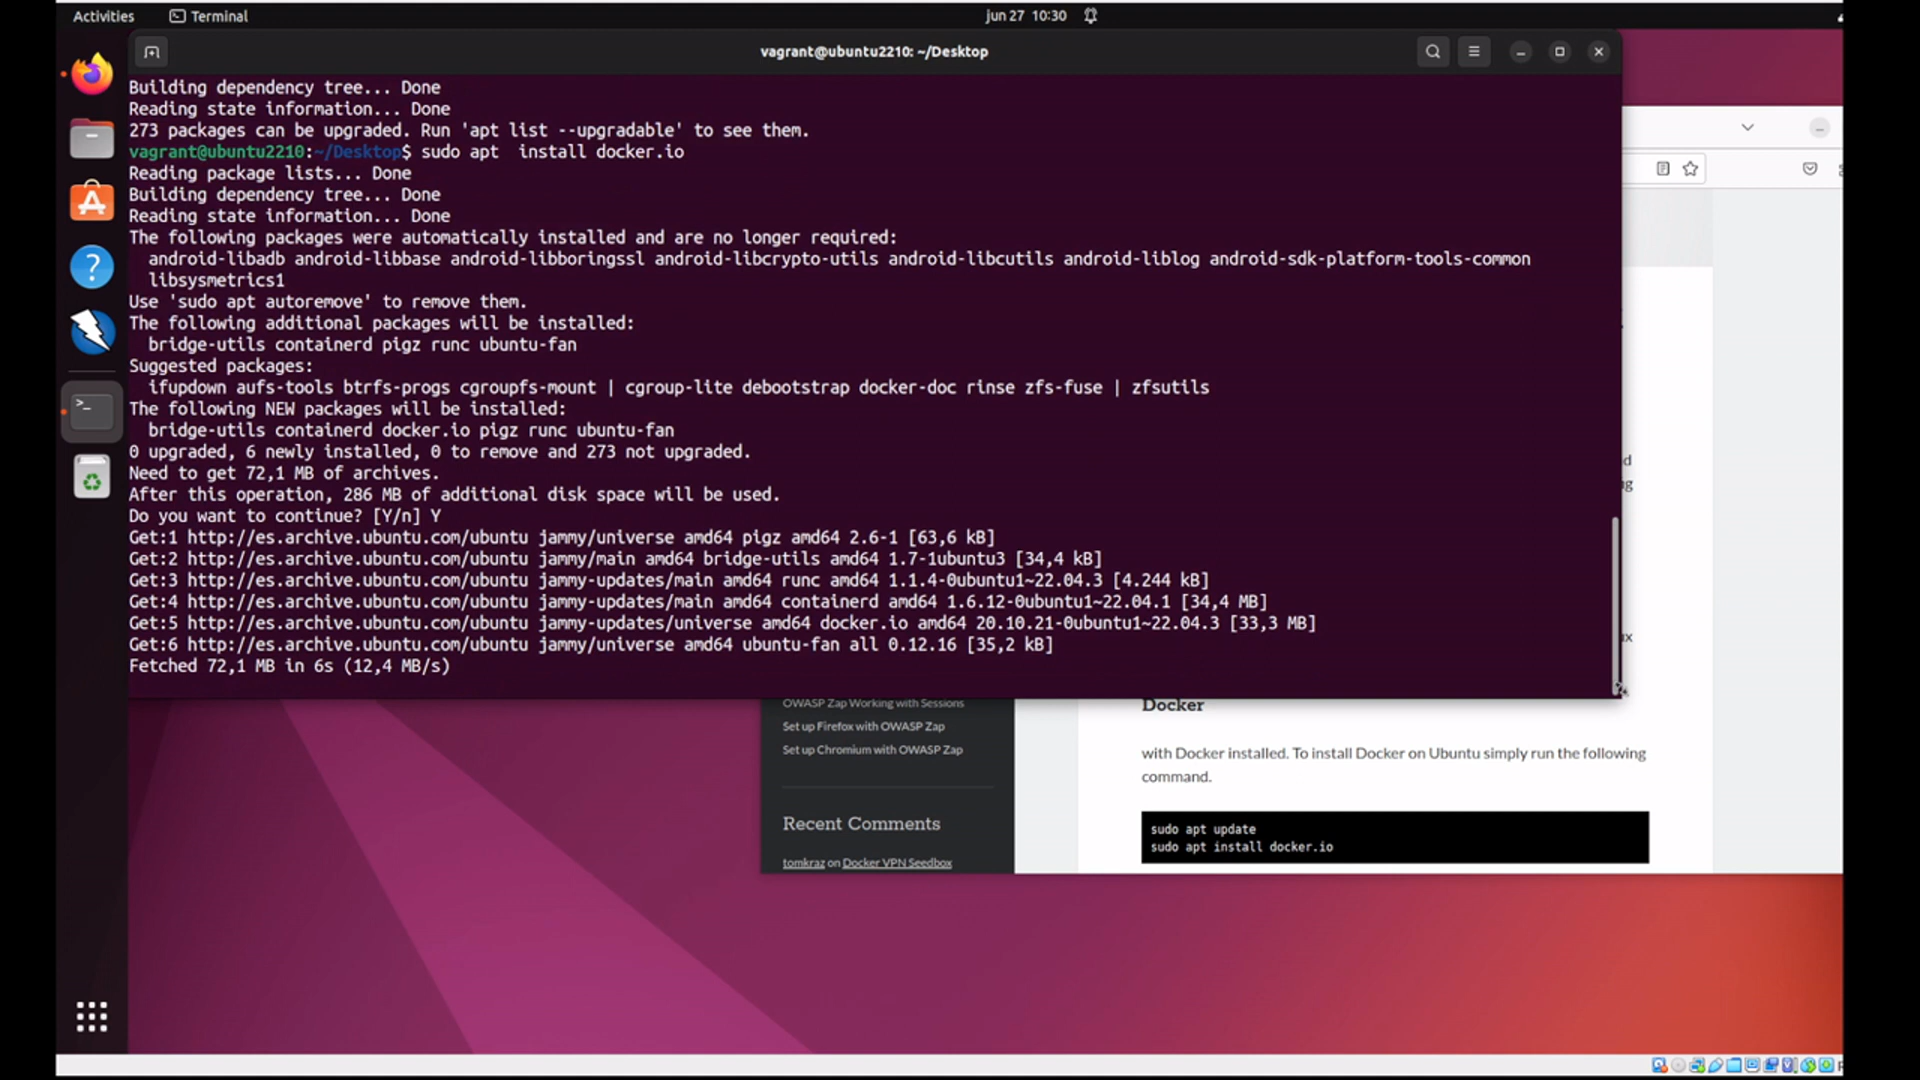 Activities Terminal Jun 27 10:30
vagrant@ubuntu2210: ~/Desktop
Building dependency tree... Done
Reading state information... Done
273 packages can be upgraded. Run 'apt list --upgradable' to see them.
vagrant@ubuntu2210:~/Desktop$ sudo apt  install docker.io
Reading package lists... Done
Building dependency tree... Done
Reading state information... Done
The following packages were automatically installed and are no longer required:
  android-libadb android-libbase android-libboringssl android-libcrypto-utils android-libcutils android-liblog android-sdk-platform-tools-common
  libsysmetrics1
Use 'sudo apt autoremove' to remove them.
The following additional packages will be installed:
  bridge-utils containerd pigz runc ubuntu-fan
Suggested packages:
  ifupdown aufs-tools btrfs-progs cgroupfs-mount | cgroup-lite debootstrap docker-doc rinse zfs-fuse | zfsutils
The following NEW packages will be installed:
  bridge-utils containerd docker.io pigz runc ubuntu-fan
0 upgraded, 6 newly installed, 0 to remove and 273 not upgraded.
Need to get 72,1 MB of archives.
After this operation, 286 MB of additional disk space will be used.
Do you want to continue? [Y/n] Y
Get:1 http://es.archive.ubuntu.com/ubuntu jammy/universe amd64 pigz amd64 2.6-1 [63,6 kB]
Get:2 http://es.archive.ubuntu.com/ubuntu jammy/main amd64 bridge-utils amd64 1.7-1ubuntu3 [34,4 kB]
Get:3 http://es.archive.ubuntu.com/ubuntu jammy-updates/main amd64 runc amd64 1.1.4-0ubuntu1~22.04.3 [4.244 kB]
Get:4 http://es.archive.ubuntu.com/ubuntu jammy-updates/main amd64 containerd amd64 1.6.12-0ubuntu1~22.04.1 [34,4 MB]
Get:5 http://es.archive.ubuntu.com/ubuntu jammy-updates/universe amd64 docker.io amd64 20.10.21-0ubuntu1~22.04.3 [33,3 MB]
Get:6 http://es.archive.ubuntu.com/ubuntu jammy/universe amd64 ubuntu-fan all 0.12.16 [35,2 kB]
Fetched 72,1 MB in 6s (12,4 MB/s)
OWASP Zap Working with Sessions
Set up Firefox with OWASP Zap
Set up Chromium with OWASP Zap
Recent Comments
tomkraz on Docker VPN Seedbox
Docker
with Docker installed. To install Docker on Ubuntu simply run the following
command.
sudo apt update
sudo apt install docker.io